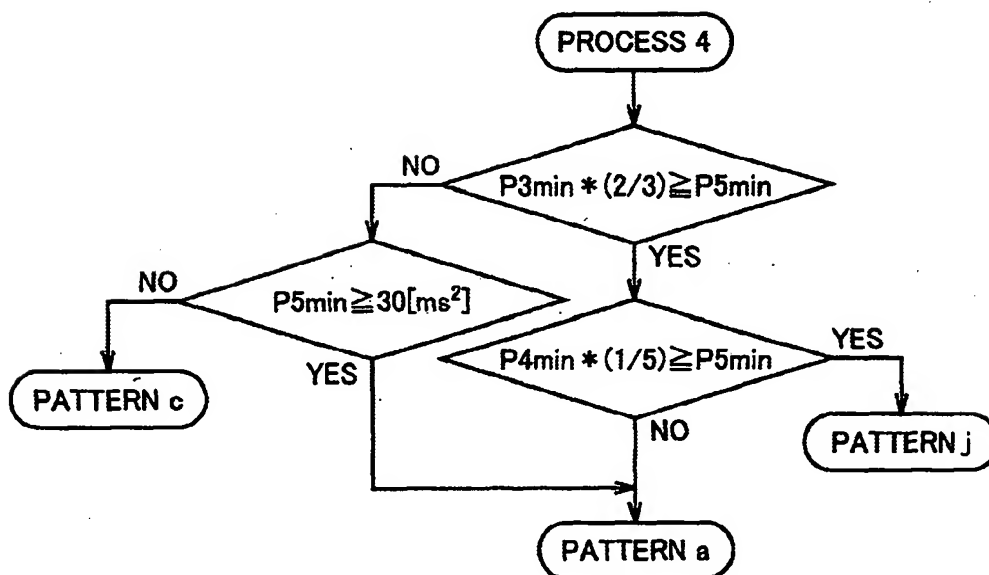 PROCESS 4
NO
P3min*(2/3)≧P5min
YES
NO
P5min≧30[ms²]
YES
P4min*(1/5)≧P5min
YES
NO
PATTERN c
PATTERN j
PATTERN a